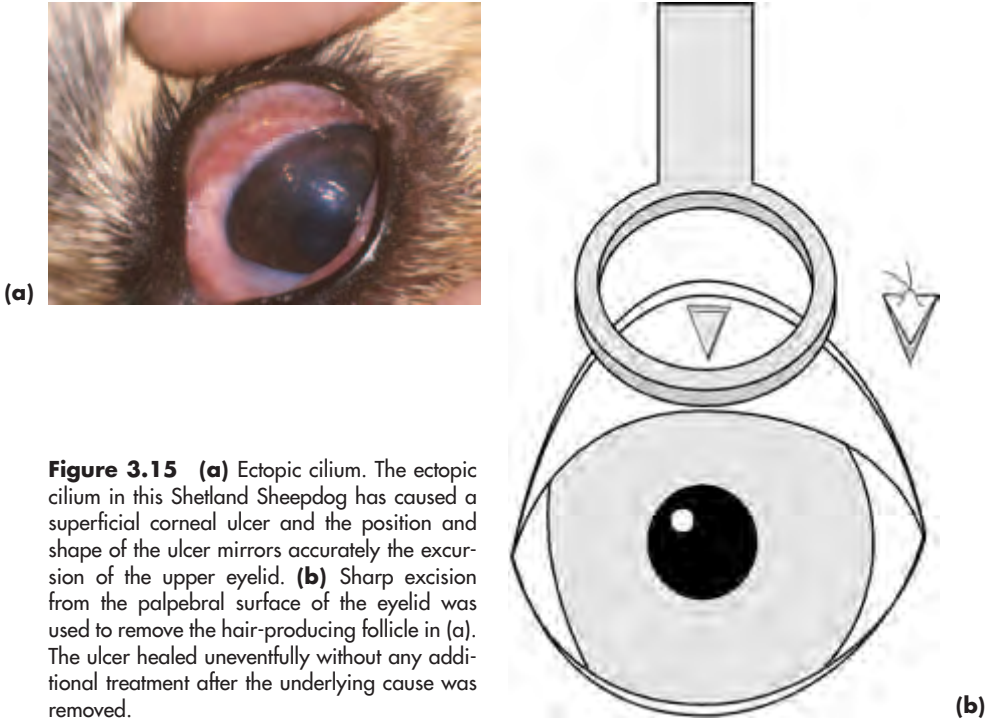 (a)
Figure 3.15 (a) Ectopic cilium. The ectopic
cilium in this Shetland Sheepdog has caused a
superficial corneal ulcer and the position and
shape of the ulcer mirrors accurately the excur-
sion of the upper eyelid. (b) Sharp excision
from the palpebral surface of the eyelid was
used to remove the hair-producing follicle in (a).
The ulcer healed uneventfully without any addi-
tional treatment after the underlying cause was
removed.
(b)